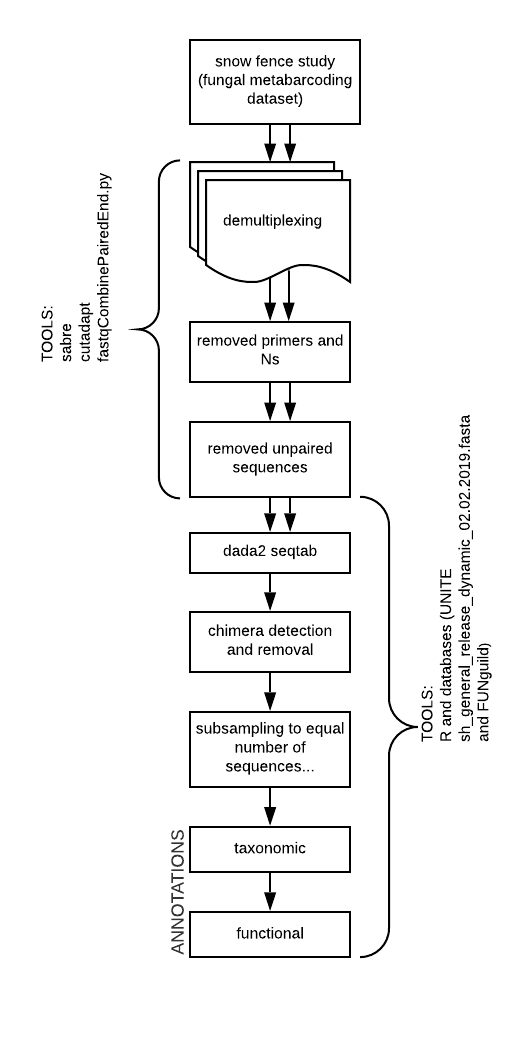 snow fence study
(fungal metabarcoding
dataset)
TOOLS:
sabre
cutadapt
fastqCombinePairedEnd.py
demultiplexing
removed primers and
Ns
removed unpaired
sequences
dada2 seqtab
chimera detection
and removal
subsampling to equal
number of
sequences...
TOOLS:
R and databases (UNITE
sh_general_release_dynamic_02.02.2019.fasta
and FUNguild)
ANNOTATIONS
taxonomic
functional